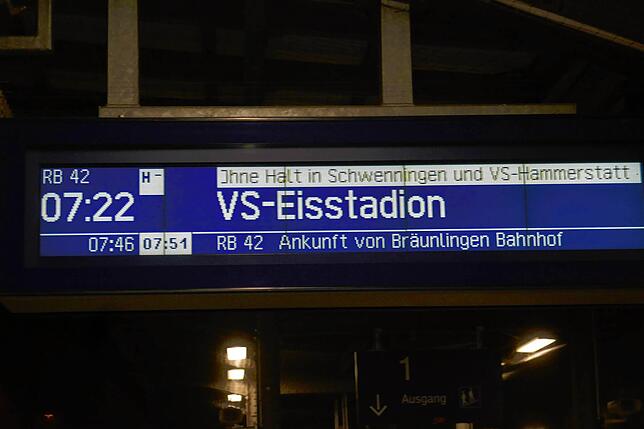 RB 42 H - Ohne Halt in Schwenningen und VS-Hammerstatt
07:22 VS-Eisstadion
07:46 07:51 RB 42 Ankunft von Bräunlingen Bahnhof
1
Ausgang